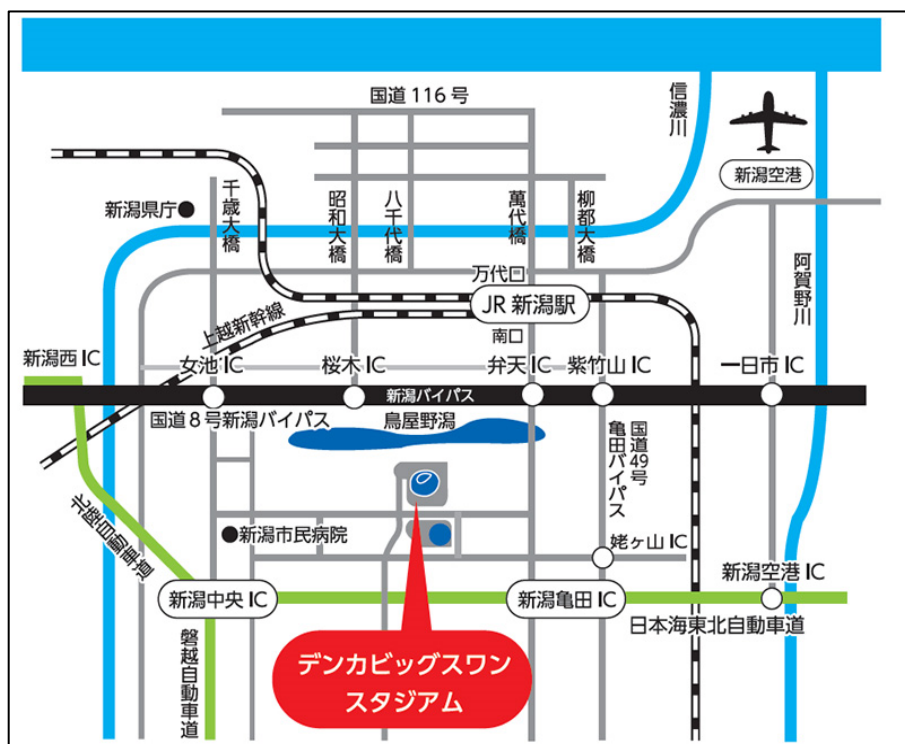 国道116号
信濃川
新潟空港
千歳大橋
昭和大橋
八千代橋
萬代橋
柳都大橋
新潟県庁
阿賀野川
万代口
JR 新潟駅
南口
上越新幹線
新潟西IC
女池IC
桜木IC
弁天IC
紫竹山IC
一日市IC
新潟バイパス
国道8号新潟バイパス
鳥屋野潟
国道49号
亀田バイパス
新潟市民病院
姥ヶ山IC
北陸自動車道
新潟中央IC
新潟亀田IC
新潟空港IC
日本海東北自動車道
磐越自動車道
デンカビッグスワン
スタジアム